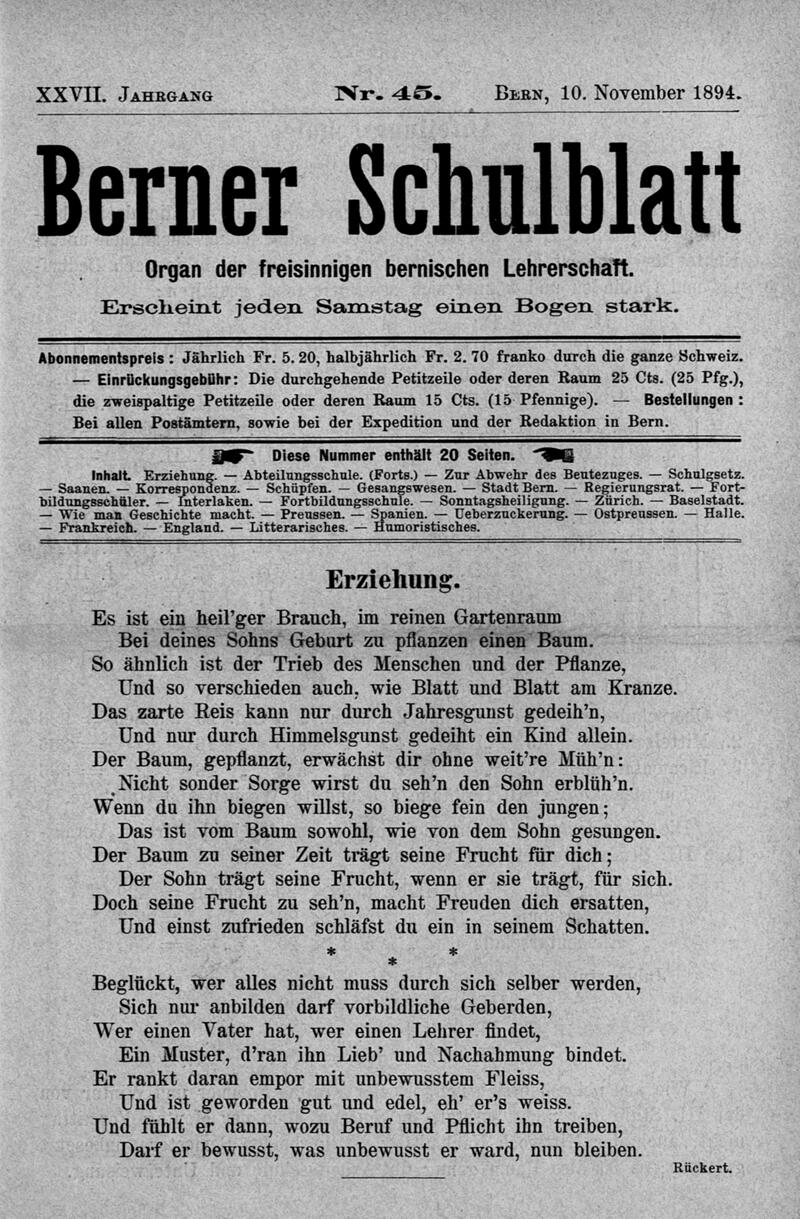 XXVII. Jahrgang Nr. 45. Bern, 10. November 1894.
Berner Schulblatt
Organ der freisinnigen bernischen Lehrerschaft.
Erscheint jeden Samstag einen Bogen stark.
Abonnementspreis: Jährlich Fr. 5. 20, halbjährlich Fr. 2. 70 franko durch die ganze Schweiz.
— Einrückungsgebühr: Die durchgehende Petitzeile oder deren Raum 25 Cts. (25 Pfg.),
die zweispaltige Petitzeile oder deren Raum 15 Cts. (15 Pfennige). — Bestellungen:
Bei allen Postämtern, sowie bei der Expedition und der Redaktion in Bern.
Diese Nummer enthält 20 Seiten.
Inhalt. Erziehung. — Abteilungsschule. (Forts.) — Zur Abwehr des Beutezuges. — Schulgsetz.
— Saanen. — Korrespondenz. — Schüpfen. — Gesangswesen. — Stadt Bern. — Regierungsrat. — Fort-
bildungsschüler. — Interlaken. — Fortbildungsschule. — Sonntagsheiligung. — Zürich. — Baselstadt.
— Wie man Geschichte macht. — Preussen. — Spanien. — Ueberzuckerung. — Ostpreussen. — Halle.
— Frankreich. — England. — Litterarisches. — Humoristisches.
Erziehung.
Es ist ein heil'ger Brauch, im reinen Gartenraum
Bei deines Sohns Geburt zu pflanzen einen Baum.
So ähnlich ist der Trieb des Menschen und der Pflanze,
Und so verschieden auch, wie Blatt und Blatt am Kranze.
Das zarte Reis kann nur durch Jahresgunst gedeih'n,
Und nur durch Himmelsgunst gedeiht ein Kind allein.
Der Baum, gepflanzt, erwächst dir ohne weit're Müh'n:
Nicht sonder Sorge wirst du seh'n den Sohn erblüh'n.
Wenn du ihn biegen willst, so biege fein den jungen;
Das ist vom Baum sowohl, wie von dem Sohn gesungen.
Der Baum zu seiner Zeit trägt seine Frucht für dich;
Der Sohn trägt seine Frucht, wenn er sie trägt, für sich.
Doch seine Frucht zu seh'n, macht Freuden dich ersatten,
Und einst zufrieden schläfst du ein in seinem Schatten.
* * *
Beglückt, wer alles nicht muss durch sich selber werden,
Sich nur anbilden darf vorbildliche Geberden,
Wer einen Vater hat, wer einen Lehrer findet,
Ein Muster, d'ran ihn Lieb' und Nachahmung bindet.
Er rankt daran empor mit unbewusstem Fleiss,
Und ist geworden gut und edel, eh' er's weiss.
Und fühlt er dann, wozu Beruf und Pflicht ihn treiben,
Darf er bewusst, was unbewusst er ward, nun bleiben.
Rückert.